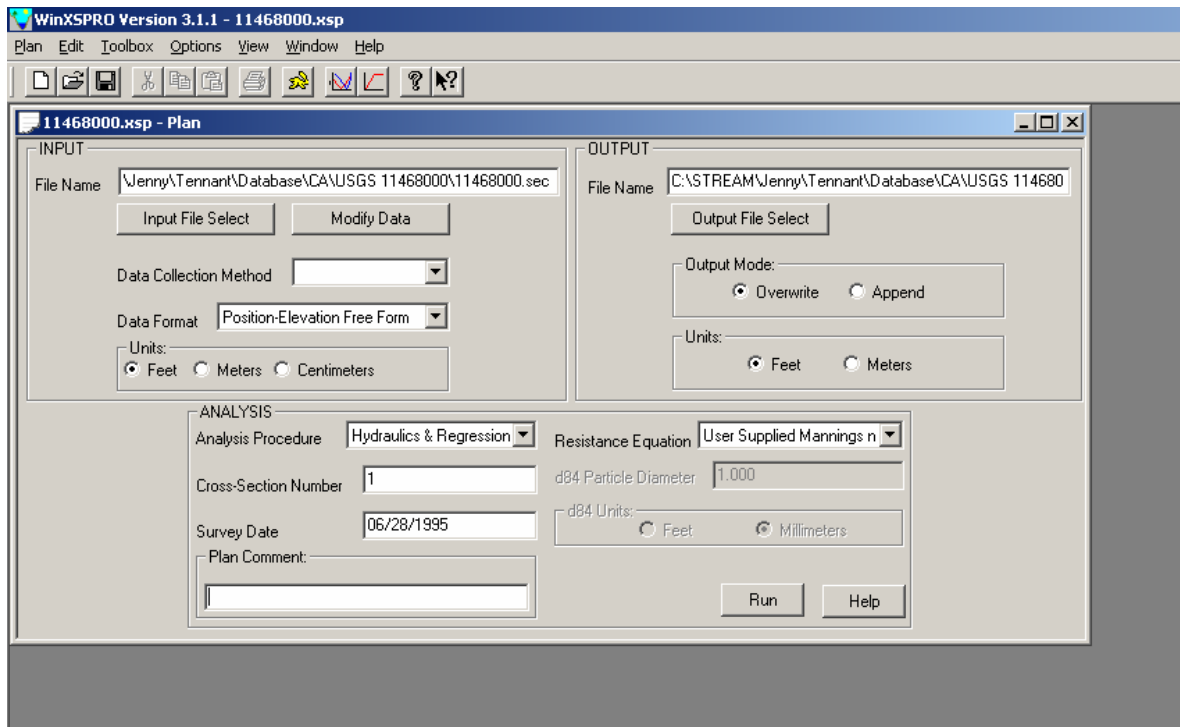 WinXSPRO Version 3.1.1 - 11468000.xsp
Plan Edit Toolbox Options View Window Help
11468000.xsp - Plan
INPUT
File Name \Jenny\Tennant\Database\CA\USGS 11468000\11468000.sec
Input File Select Modify Data
Data Collection Method
Data Format Position-Elevation Free Form
Units:
Feet Meters Centimeters
OUTPUT
File Name C:\STREAM\Jenny\Tennant\Database\CA\USGS 114680
Output File Select
Output Mode:
Overwrite Append
Units:
Feet Meters
ANALYSIS
Analysis Procedure Hydraulics & Regression
Cross-Section Number 1
Survey Date 06/28/1995
Plan Comment:
Resistance Equation User Supplied Mannings n
d84 Particle Diameter 1.000
d84 Units:
Feet Millimeters
Run Help